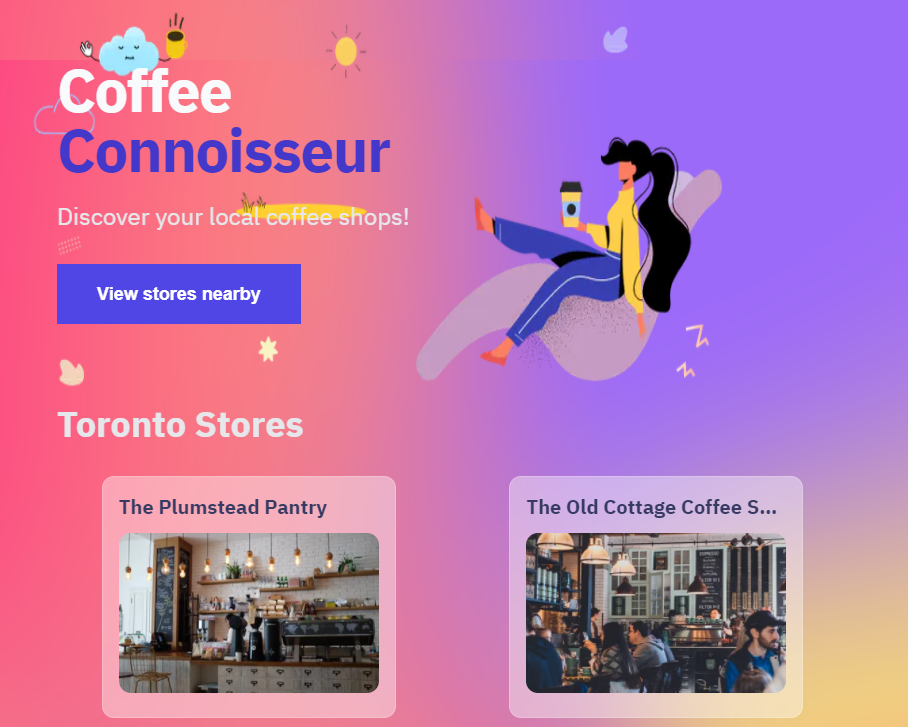 Coffee
Connoisseur
Discover your local coffee shops!
View stores nearby
Toronto Stores
The Plumstead Pantry
The Old Cottage Coffee S...